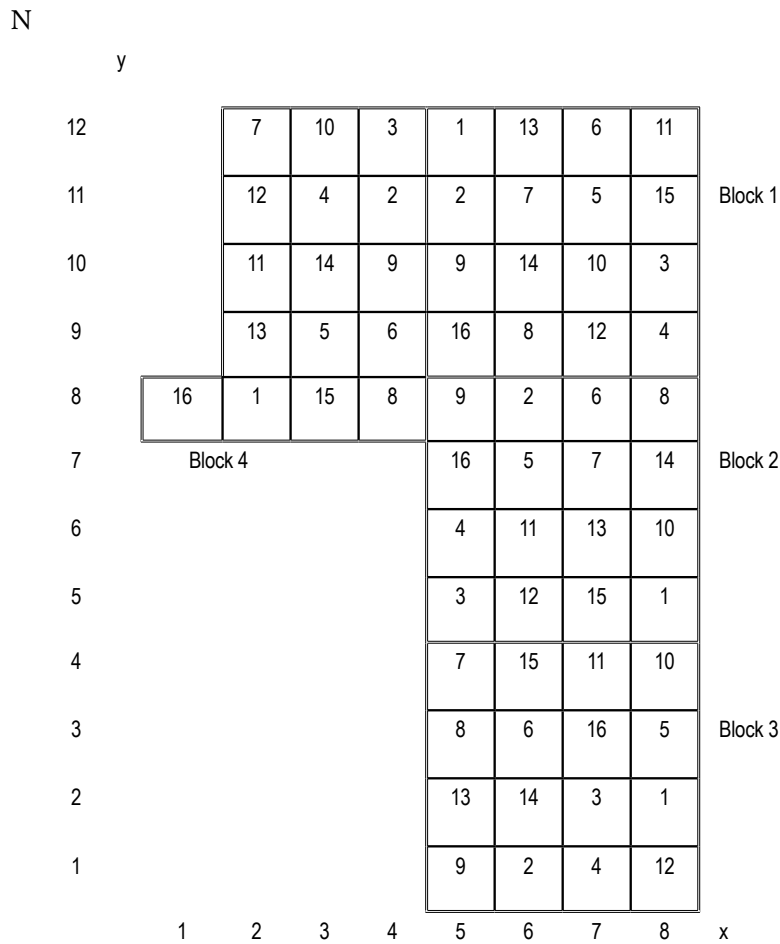 N
y
12 7 10 3 1 13 6 11
11 12 4 2 2 7 5 15 Block 1
10 11 14 9 9 14 10 3
9 13 5 6 16 8 12 4
8 16 1 15 8 9 2 6 8
7 Block 4 16 5 7 14 Block 2
6 4 11 13 10
5 3 12 15 1
4 7 15 11 10
3 8 6 16 5 Block 3
2 13 14 3 1
1 9 2 4 12
1 2 3 4 5 6 7 8 x